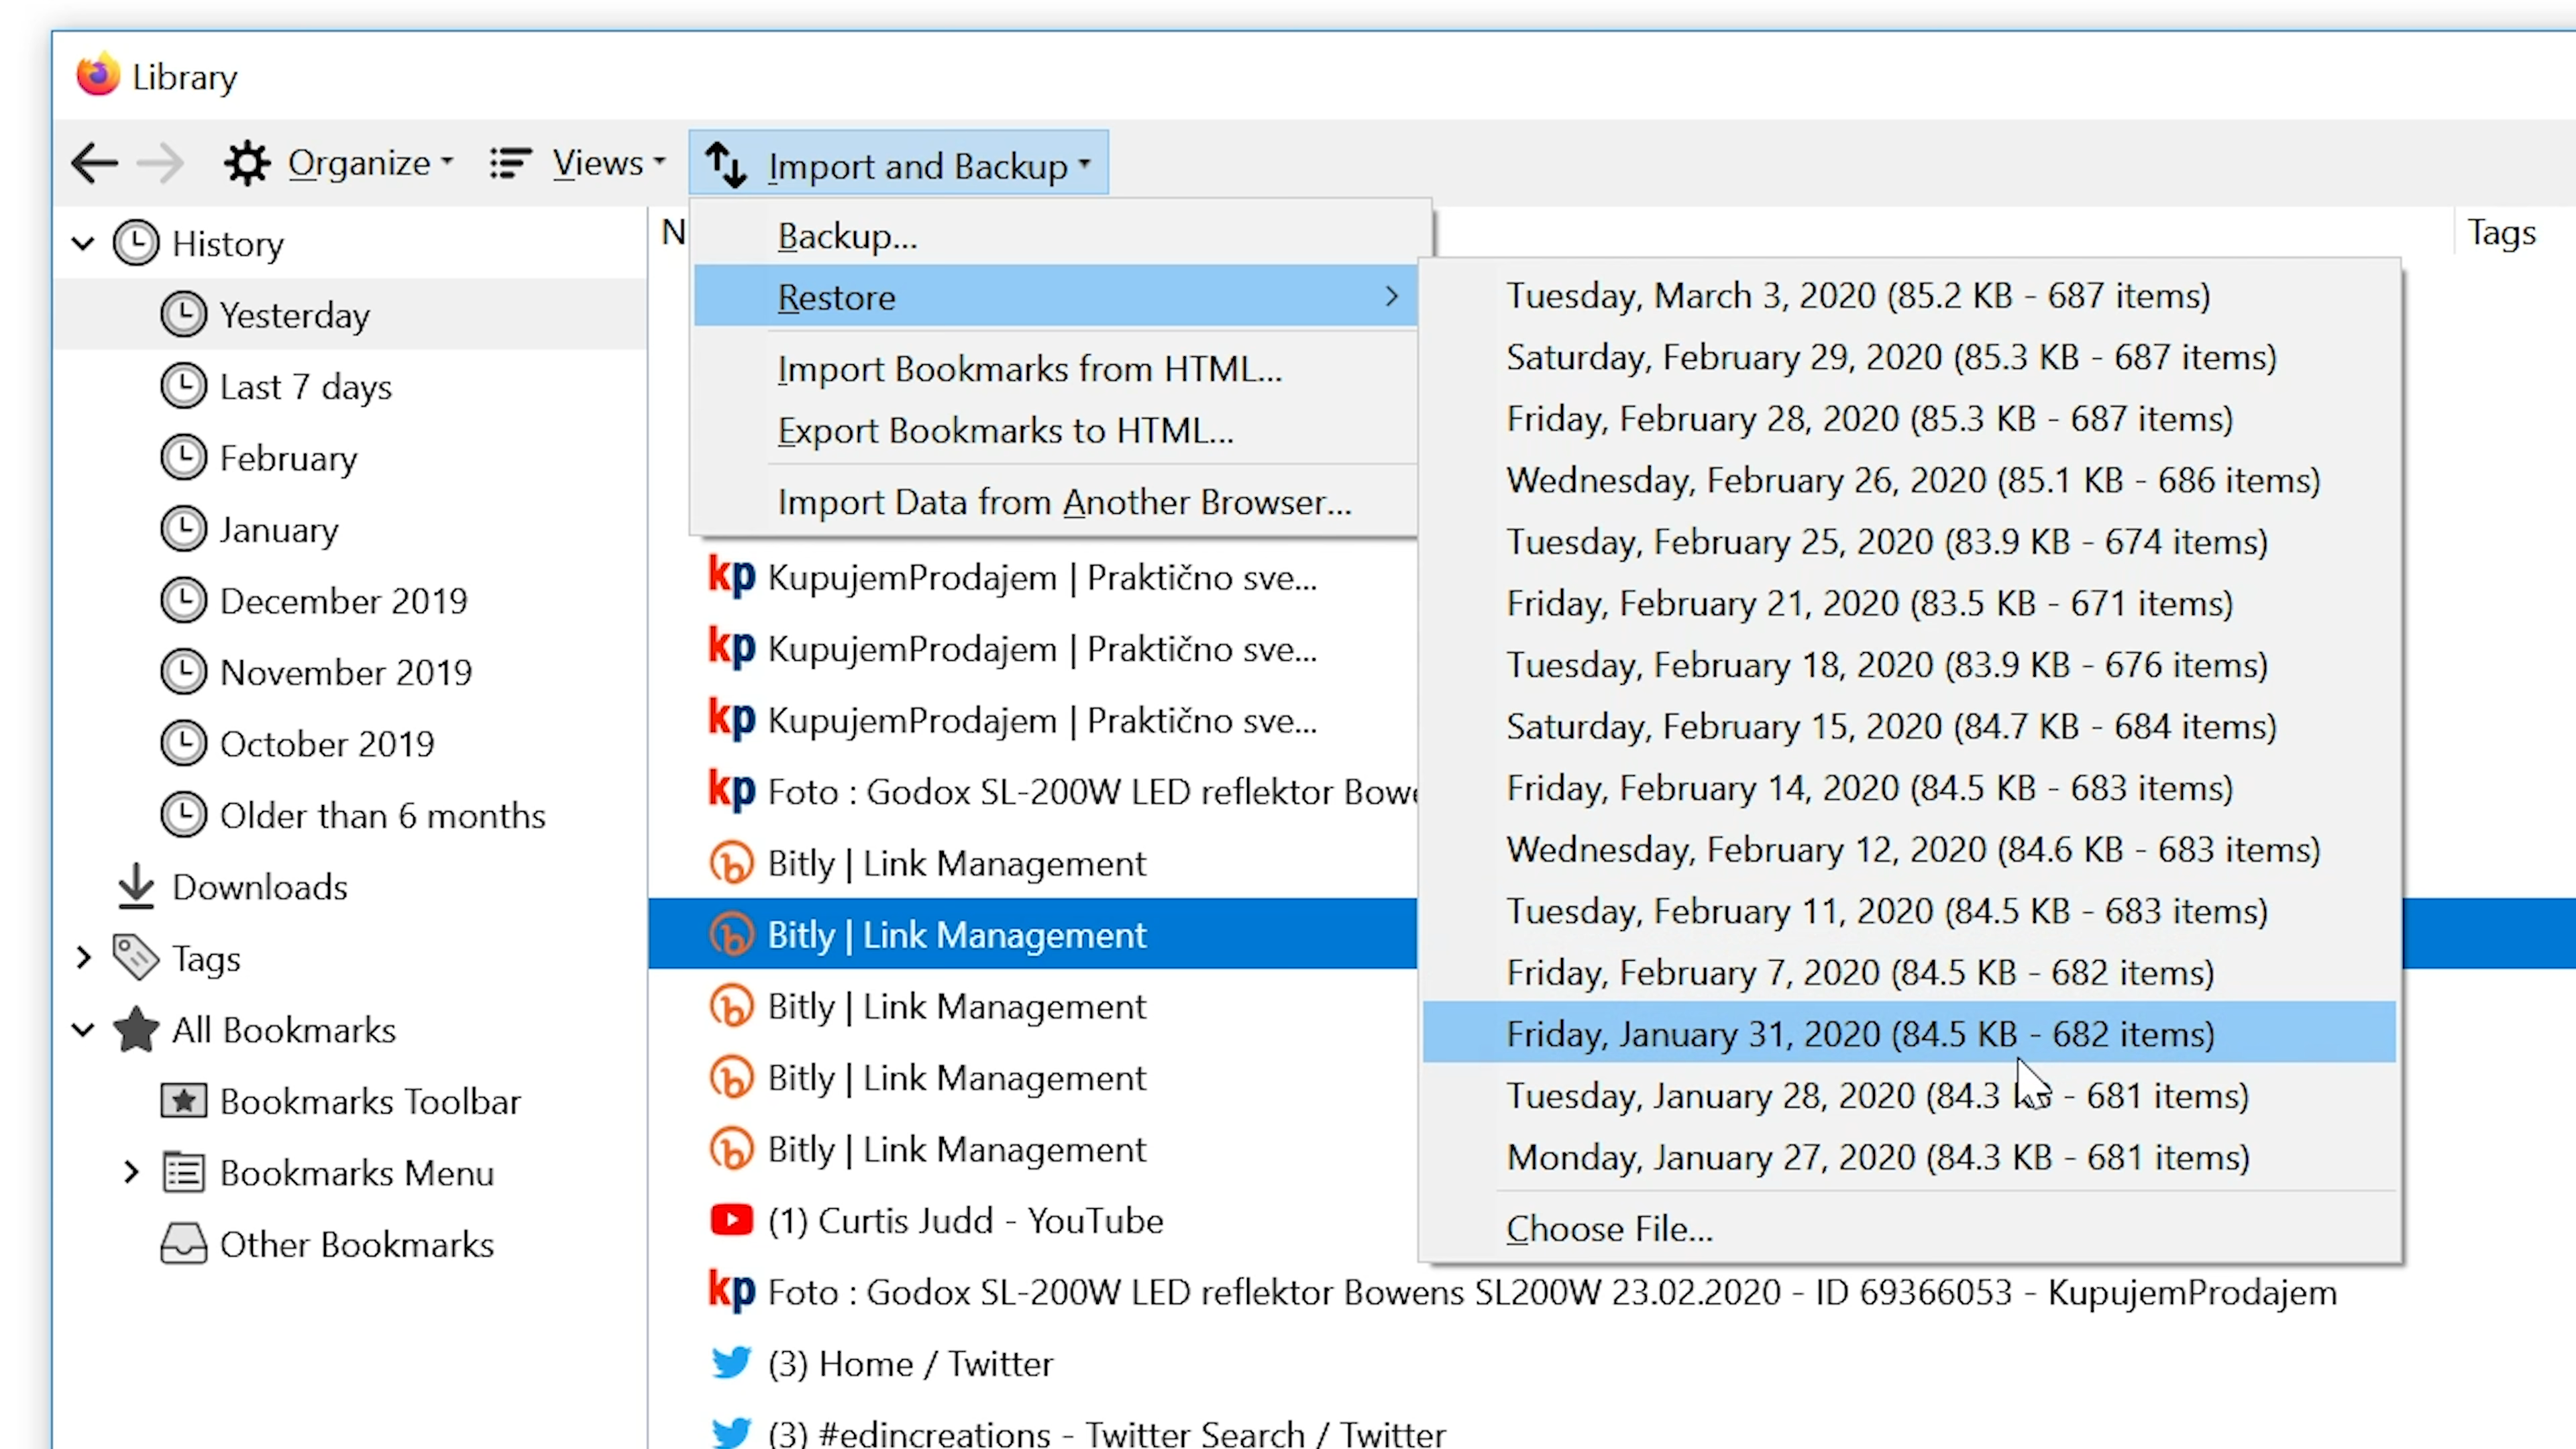 Library
Organize
Views
Import and Backup
History
Yesterday
Last 7 days
February
January
December 2019
November 2019
October 2019
Older than 6 months
Downloads
Tags
All Bookmarks
Bookmarks Toolbar
Bookmarks Menu
Other Bookmarks
N
Tags
Backup...
Restore
Import Bookmarks from HTML...
Export Bookmarks to HTML...
Import Data from Another Browser...
Tuesday, March 3, 2020 (85.2 KB - 687 items)
Saturday, February 29, 2020 (85.3 KB - 687 items)
Friday, February 28, 2020 (85.3 KB - 687 items)
Wednesday, February 26, 2020 (85.1 KB - 686 items)
Tuesday, February 25, 2020 (83.9 KB - 674 items)
Friday, February 21, 2020 (83.5 KB - 671 items)
Tuesday, February 18, 2020 (83.9 KB - 676 items)
Saturday, February 15, 2020 (84.7 KB - 684 items)
Friday, February 14, 2020 (84.5 KB - 683 items)
Wednesday, February 12, 2020 (84.6 KB - 683 items)
Tuesday, February 11, 2020 (84.5 KB - 683 items)
Friday, February 7, 2020 (84.5 KB - 682 items)
Friday, January 31, 2020 (84.5 KB - 682 items)
Tuesday, January 28, 2020 (84.3 KB - 681 items)
Monday, January 27, 2020 (84.3 KB - 681 items)
Choose File...
kp KupujemProdajem | Praktično sve...
kp KupujemProdajem | Praktično sve...
kp KupujemProdajem | Praktično sve...
kp Foto : Godox SL-200W LED reflektor Bowe
Bitly | Link Management
Bitly | Link Management
Bitly | Link Management
Bitly | Link Management
Bitly | Link Management
(1) Curtis Judd - YouTube
kp Foto : Godox SL-200W LED reflektor Bowens SL200W 23.02.2020 - ID 69366053 - KupujemProdajem
(3) Home / Twitter
(3) #edincreations - Twitter Search / Twitter